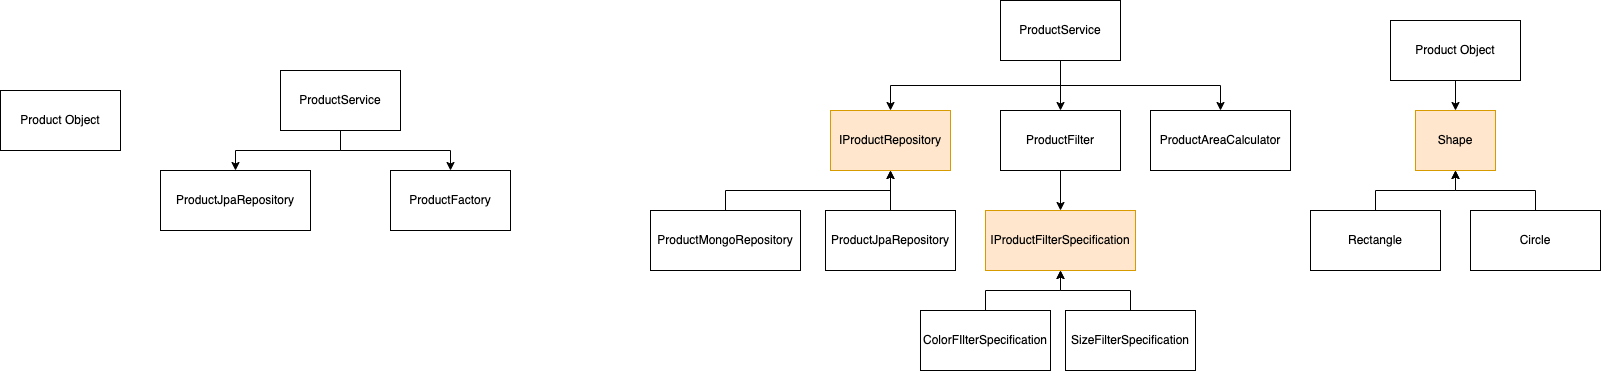 Product Object
ProductService
ProductJpaRepository
ProductFactory
ProductService
IProductRepository
ProductFilter
ProductAreaCalculator
ProductMongoRepository
ProductJpaRepository
IProductFilterSpecification
ColorFIlterSpecification
SizeFilterSpecification
Product Object
Shape
Rectangle
Circle